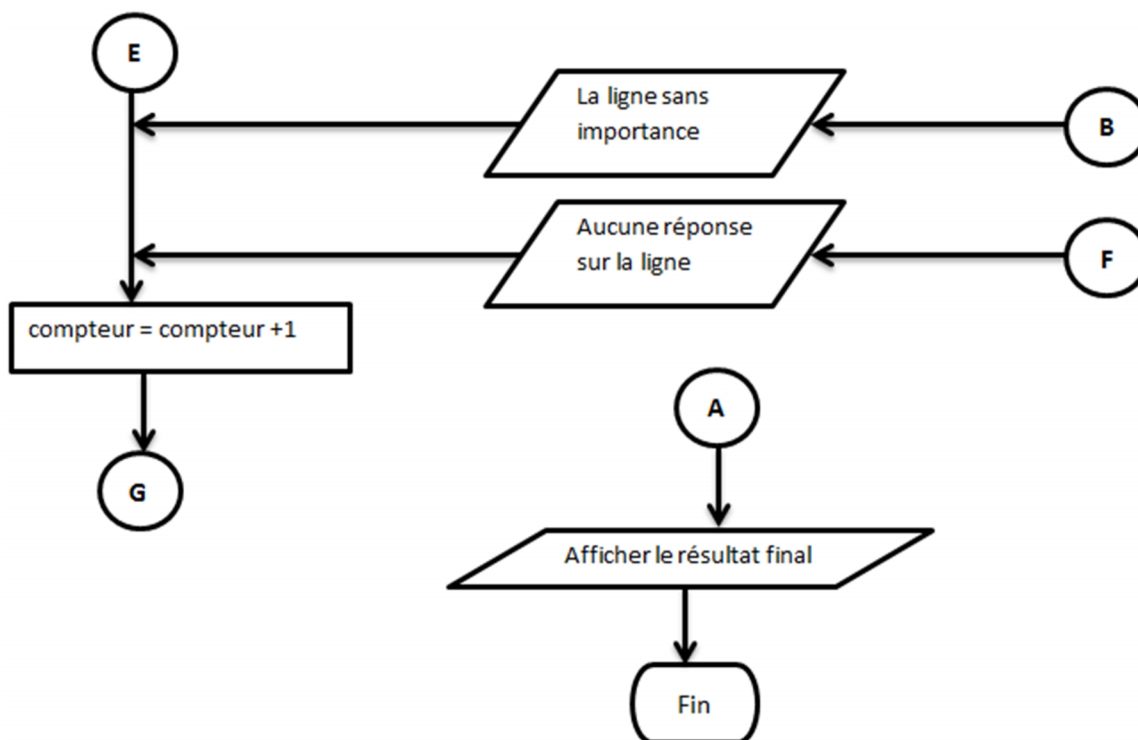 E
La ligne sans
importance
B
Aucune réponse
sur la ligne
F
compteur = compteur +1
A
G
Afficher le résultat final
Fin